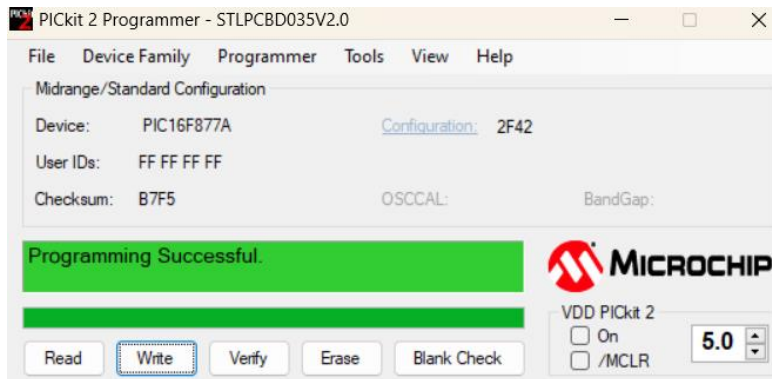 PICkit 2 Programmer - STLPCBD035V2.0
File Device Family Programmer Tools View Help
Midrange/Standard Configuration
Device: PIC16F877A Configuration: 2F42
User IDs: FF FF FF FF
Checksum: B7F5 OSCCAL: BandGap:
Programming Successful.
MICROCHIP
VDD PICkit 2
On
/MCLR
5.0
Read Write Verify Erase Blank Check